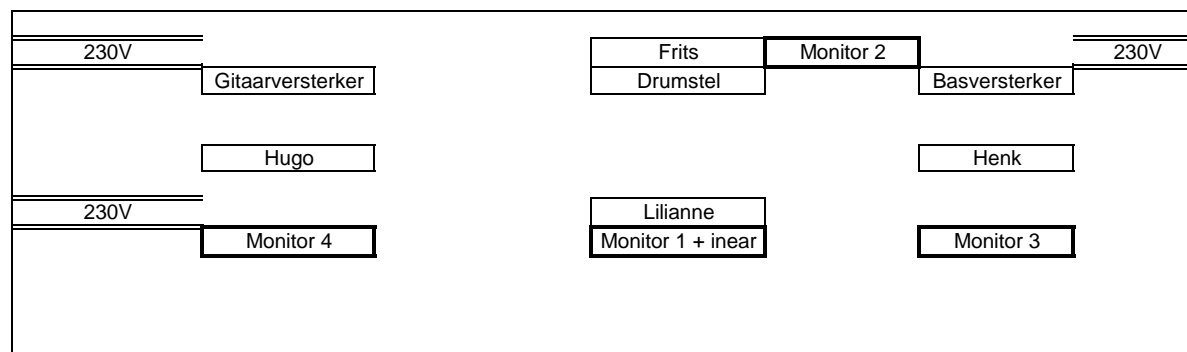 230V Frits Monitor 2 230V
Gitaarversterker Drumstel Basversterker
Hugo Henk
230V Lilianne
Monitor 4 Monitor 1 + inear Monitor 3